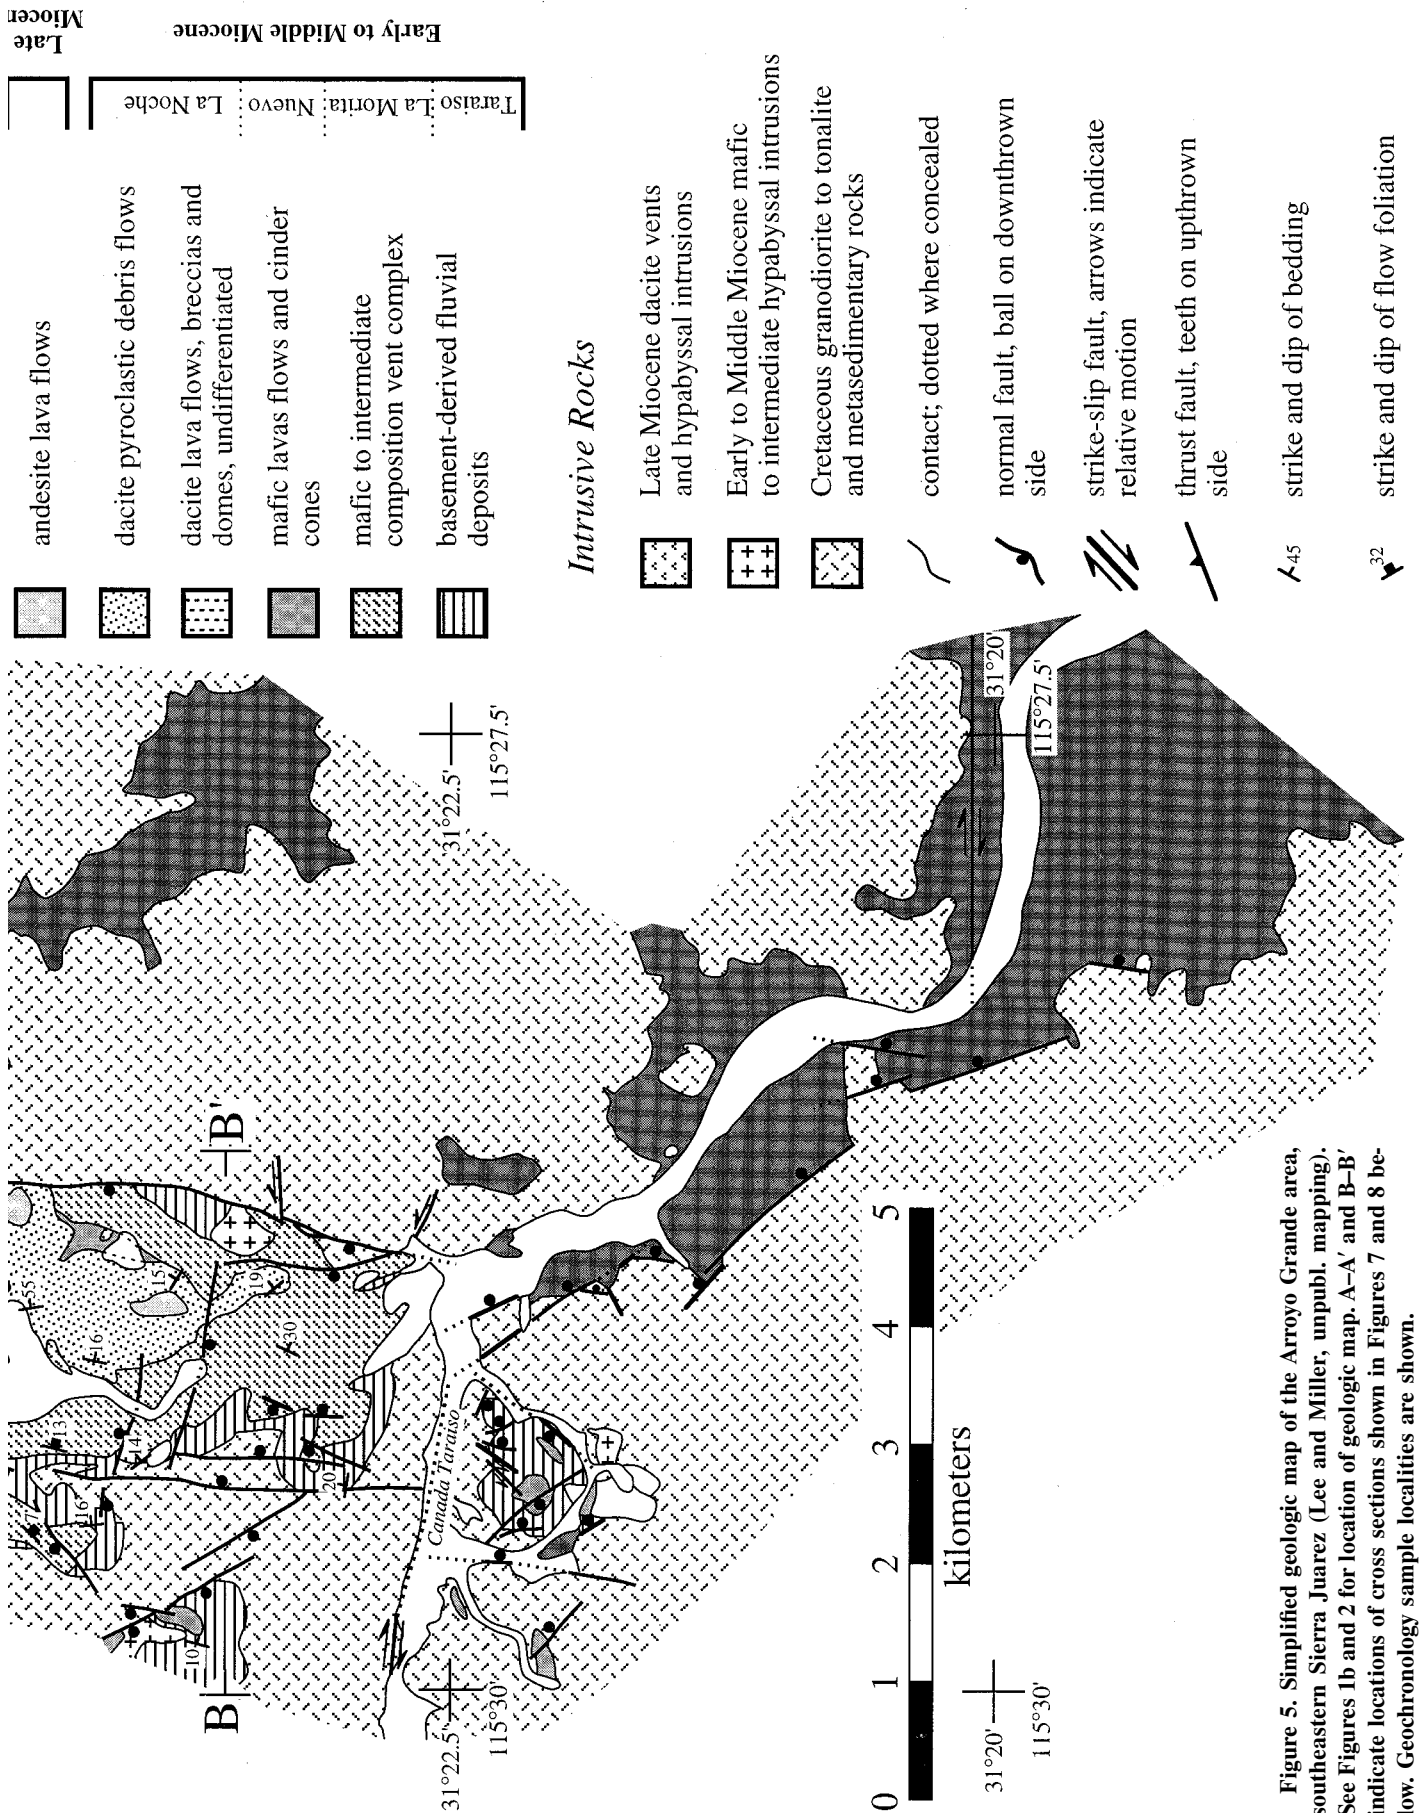 Late
Early to Middle Miocene
La Noche
Nuevo
La Morita
Taraiso
andesite lava flows
dacite pyroclastic debris flows
dacite lava flows, breccias and
domes, undifferentiated
mafic lavas flows and cinder
cones
mafic to intermediate
composition vent complex
basement-derived fluvial
deposits
Intrusive Rocks
Late Miocene dacite vents
and hypabyssal intrusions
Early to Middle Miocene mafic
to intermediate hypabyssal intrusions
Cretaceous granodiorite to tonalite
and metasedimentary rocks
contact; dotted where concealed
normal fault, ball on downthrown
side
strike-slip fault, arrows indicate
relative motion
thrust fault, teeth on upthrown
side
45
strike and dip of bedding
32
strike and dip of flow foliation
B
B'
55
16
15
19
30
13
14
16
20
10
Canada Taraiso
31°22.5'
115°27.5'
31°20'
115°27.5'
31°22.5'
115°30'
31°20'
115°30'
0 1 2 3 4 5
kilometers
Figure 5. Simplified geologic map of the Arroyo Grande area,
southeastern Sierra Juarez (Lee and Miller, unpubl. mapping).
See Figures 1b and 2 for location of geologic map. A–A′ and B–B′
indicate locations of cross sections shown in Figures 7 and 8 be-
low. Geochronology sample localities are shown.